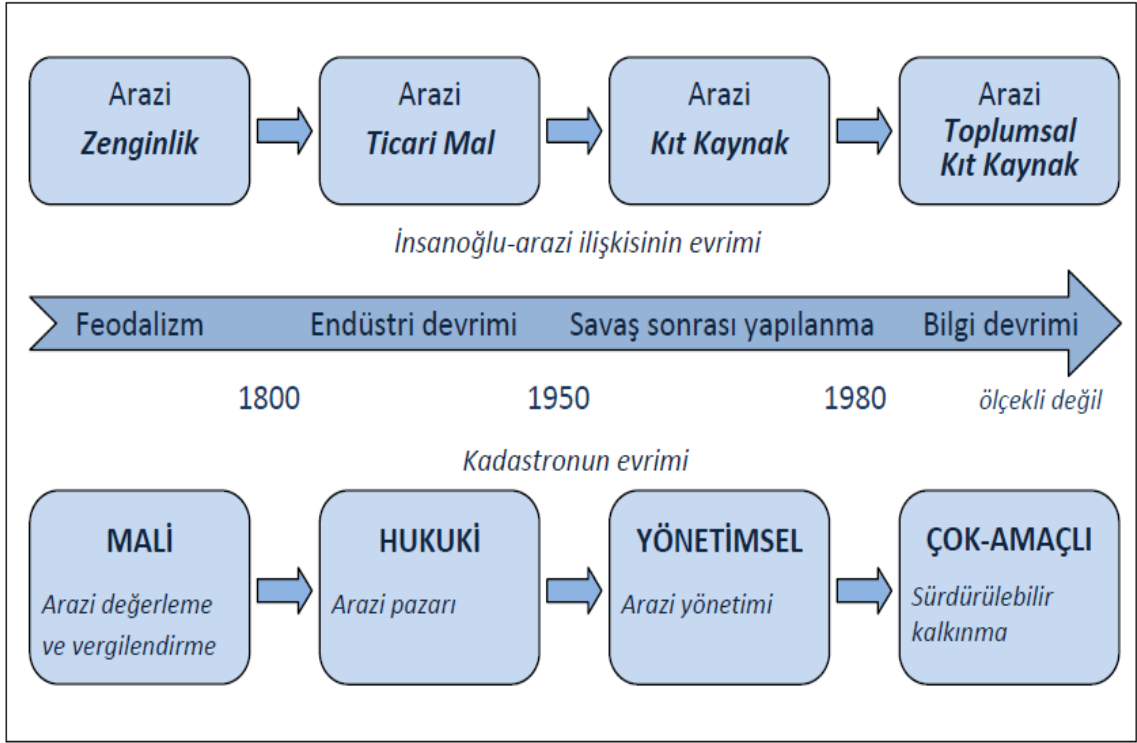 Arazi
Zenginlik
Arazi
Ticari Mal
Arazi
Kıt Kaynak
Arazi
Toplumsal
Kıt Kaynak
İnsanoğlu-arazi ilişkisinin evrimi
Feodalizm
Endüstri devrimi
Savaş sonrası yapılanma
Bilgi devrimi
1800
1950
1980
ölçekli değil
Kadastronun evrimi
MALİ
Arazi değerleme
ve vergilendirme
HUKUKİ
Arazi pazarı
YÖNETİMSEL
Arazi yönetimi
ÇOK-AMAÇLI
Sürdürülebilir
kalkınma